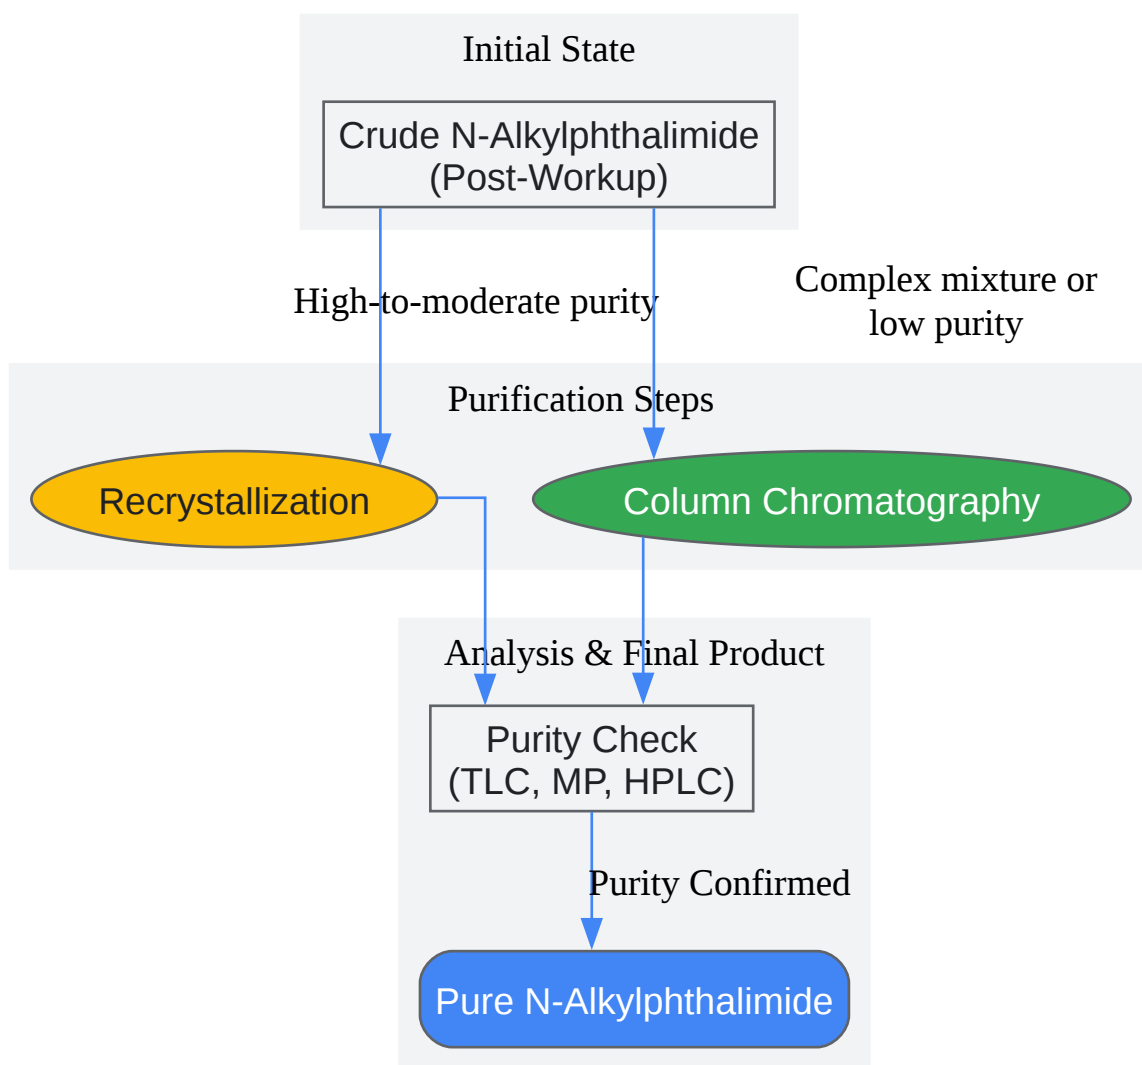 Initial State
Crude N-Alkylphthalimide
(Post-Workup)
High-to-moderate purity
Complex mixture or
low purity
Purification Steps
Recrystallization
Column Chromatography
Analysis & Final Product
Purity Check
(TLC, MP, HPLC)
Purity Confirmed
Pure N-Alkylphthalimide